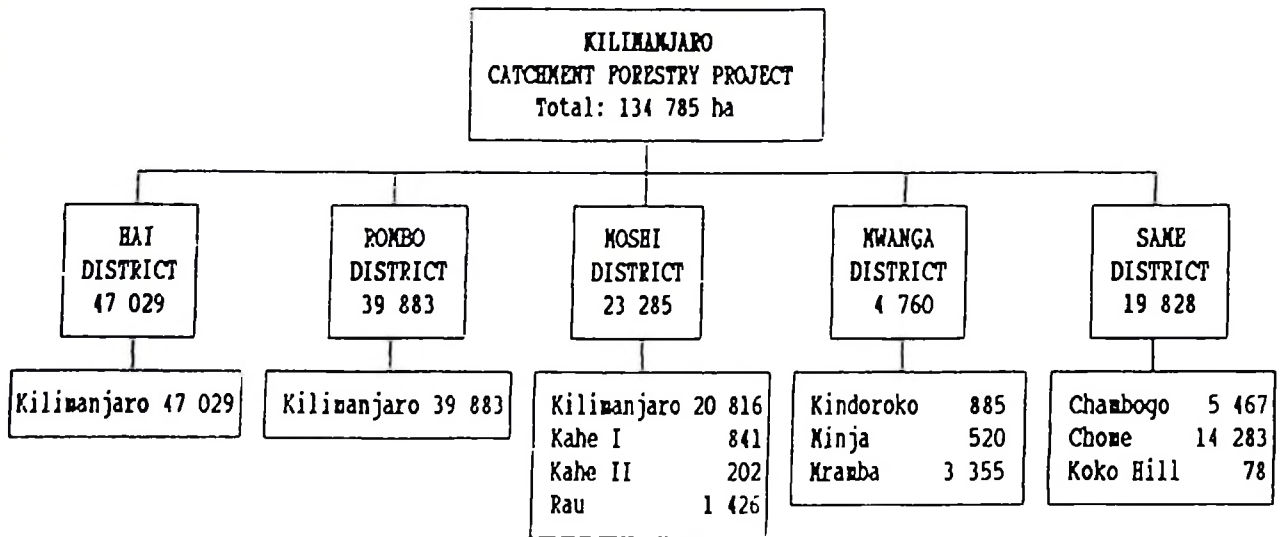 KILIMANJARO
CATCHMENT FORESTRY PROJECT
Total: 134 785 ha
HAI
DISTRICT
47 029
ROMBO
DISTRICT
39 883
MOSHI
DISTRICT
23 285
MWANGA
DISTRICT
4 760
SAME
DISTRICT
19 828
Kilimanjaro 47 029
Kilimanjaro 39 883
Kilimanjaro 20 816
Kahe I 841
Kahe II 202
Rau 1 426
Kindoroko 885
Minja 520
Mramba 3 355
Chambogo 5 467
Chome 14 283
Koko Hill 78